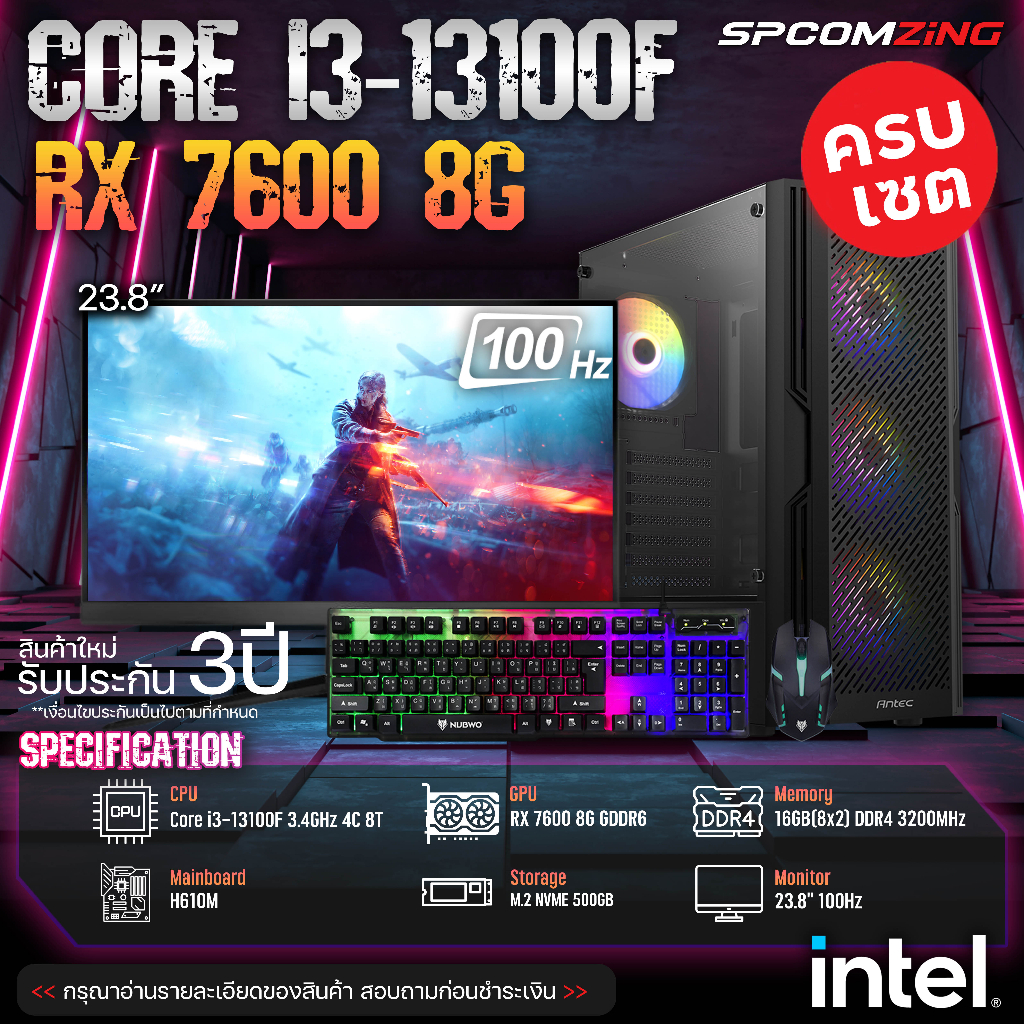 CORE i3-13100F
SPCOMZiNG
RX 7600 8G
ครบ
เซต
23.8"
100 Hz
Antec
NUBWO
สินค้าใหม่
รับประกัน 3ปี
**เงื่อนไขประกันเป็นไปตามที่กำหนด
SPECIFICATION
CPU
CPU
Core i3-13100F 3.4GHz 4C 8T
GPU
RX 7600 8G GDDR6
DDR4
Memory
16GB(8x2) DDR4 3200MHz
Mainboard
H610M
Storage
M.2 NVME 500GB
Monitor
23.8" 100Hz
<< กรุณาอ่านรายละเอียดของสินค้า สอบถามก่อนชำระเงิน >>
intel®